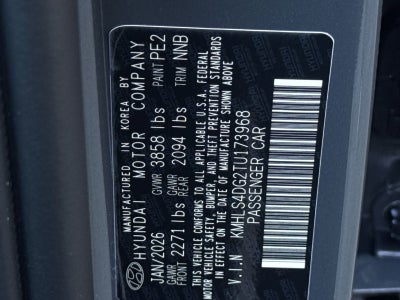 MANUFACTURED IN KOREA BY
HYUNDAI MOTOR COMPANY
JAN/2026 GVWR 3858 lbs PAINT PE2
GAWR FRONT 2271 lbs GAWR REAR 2094 lbs TRIM NNB
THIS VEHICLE CONFORMS TO ALL APPLICABLE U.S.A. FEDERAL
MOTOR VEHICLE SAFETY, BUMPER, AND THEFT PREVENTION STANDARDS
IN EFFECT ON THE DATE OF MANUFACTURE SHOWN ABOVE
V.I.N KMHLS4DG2TU173968
PASSENGER CAR